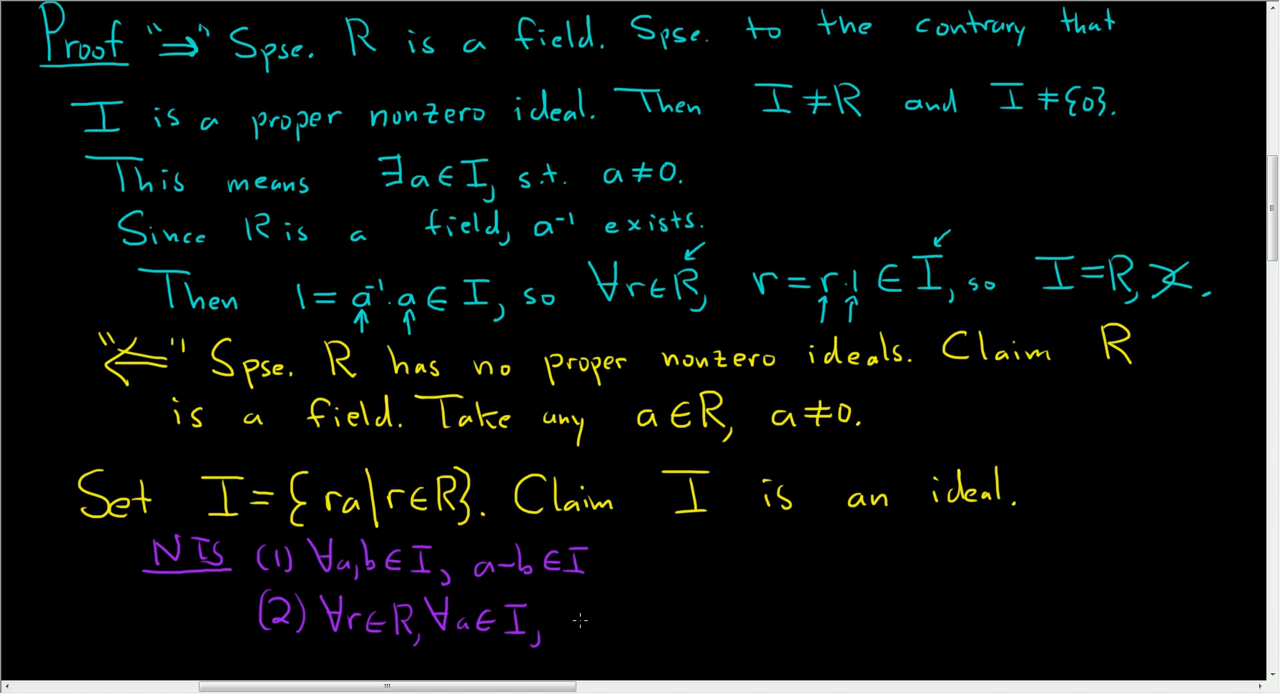 Proof "⇒" Spse. R is a field. Spse. to the contrary that
I is a proper nonzero ideal. Then I ≠ R and I ≠ {0}.
This means ∃a ∈ I, s.t. a ≠ 0.
Since R is a field, a⁻¹ exists.
Then 1 = a⁻¹·a ∈ I, so ∀r ∈ R, r = r·1 ∈ I, so I = R, ※.
"⇐" Spse. R has no proper nonzero ideals. Claim R
is a field. Take any a ∈ R, a ≠ 0.
Set I = {ra | r ∈ R}. Claim I is an ideal.
NTS (1) ∀a, b ∈ I, a-b ∈ I
(2) ∀r ∈ R, ∀a ∈ I,